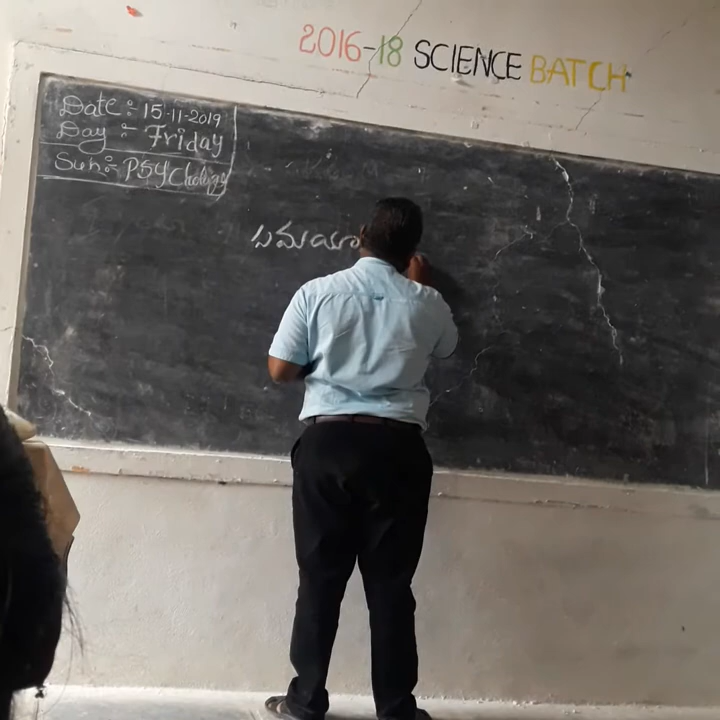 2016-18 SCIENCE BATCH
Date:- 15-11-2019
Day:- Friday
Sub:- PSYChology